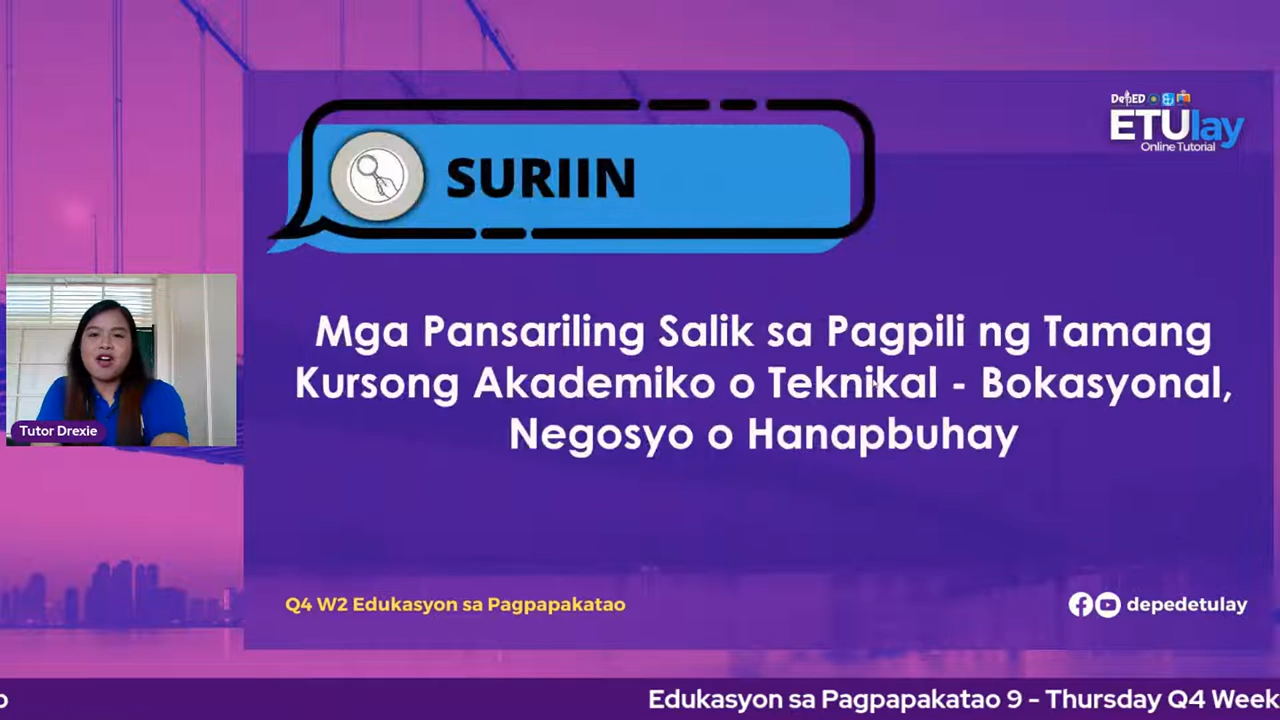 DepED
ETUlay
Online Tutorial
SURIIN
Mga Pansariling Salik sa Pagpili ng Tamang
Kursong Akademiko o Teknikal - Bokasyonal,
Negosyo o Hanapbuhay
Tutor Drexie
Q4 W2 Edukasyon sa Pagpapakatao
depedetulay
Edukasyon sa Pagpapakatao 9 - Thursday Q4 Week